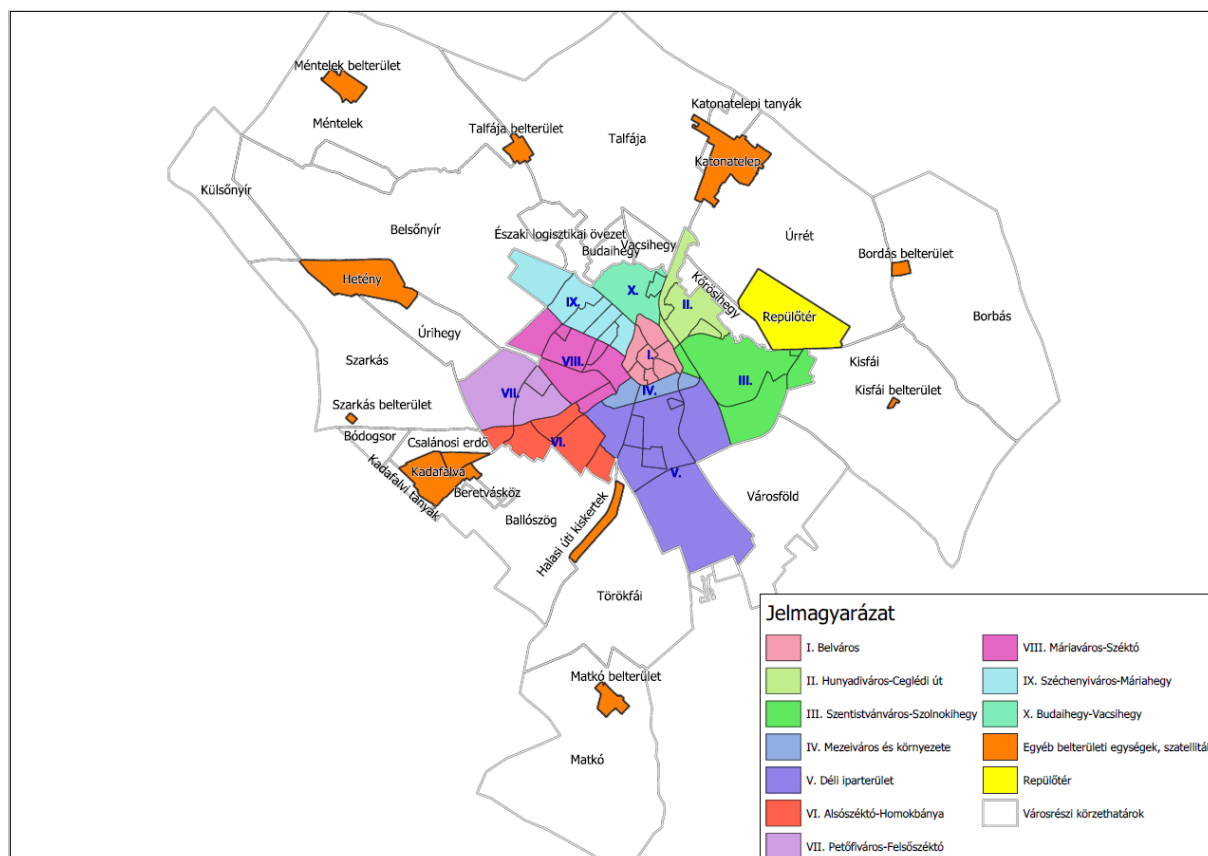 Méntelek belterület
Katonatelepi tanyák
Méntelek
Talfája belterület
Talfája
Katonatelep
Külsőnyír
Belsőnyír
Északi logisztikai övezet
Vacsihegy
Budaihegy
Úrrét
Bordás belterület
Hetény
Kőrösihegy
IX.
X.
II.
Repülőtér
Borbás
Úrihegy
Szarkás
VIII.
I.
Kisfái
III.
VII.
IV.
Kisfái belterület
Szarkás belterület
Bódogsor
Csalánosi erdő
VI.
Kadafalva
Kadafalvi tanyák
Beretvásköz
V.
Városföld
Ballószög
Halasi úti kiskertek
Törökfái
Matkó belterület
Matkó
Jelmagyarázat
I. Belváros
II. Hunyadiváros-Ceglédi út
III. Szentistvánváros-Szolnokihegy
IV. Mezeiváros és környezete
V. Déli iparterület
VI. Alsószéktó-Homokbánya
VII. Petőfiváros-Felsőszéktó
VIII. Máriaváros-Széktó
IX. Széchenyiváros-Máriahegy
X. Budaihegy-Vacsihegy
Egyéb belterületi egységek, szatellitá
Repülőtér
Városrészi körzethatárok